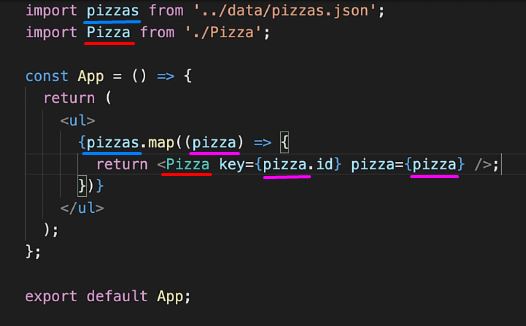 import pizzas from '../data/pizzas.json';
import Pizza from './Pizza';
const App = () => {
return (
<ul>
{pizzas.map((pizza) => {
return <Pizza key={pizza.id} pizza={pizza} />;
})}
</ul>
);
};
export default App;